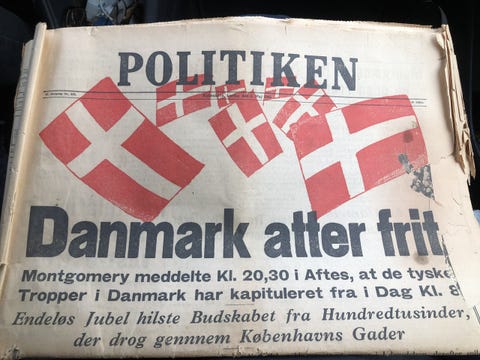 POLITIKEN
Danmark atter frit.
Montgomery meddelte Kl. 20,30 i Aftes, at de tyske
Tropper i Danmark har kapituleret fra i Dag Kl. 8
Endeløs Jubel hilste Budskabet fra Hundredtusinder,
der drog gennnem Københavns Gader